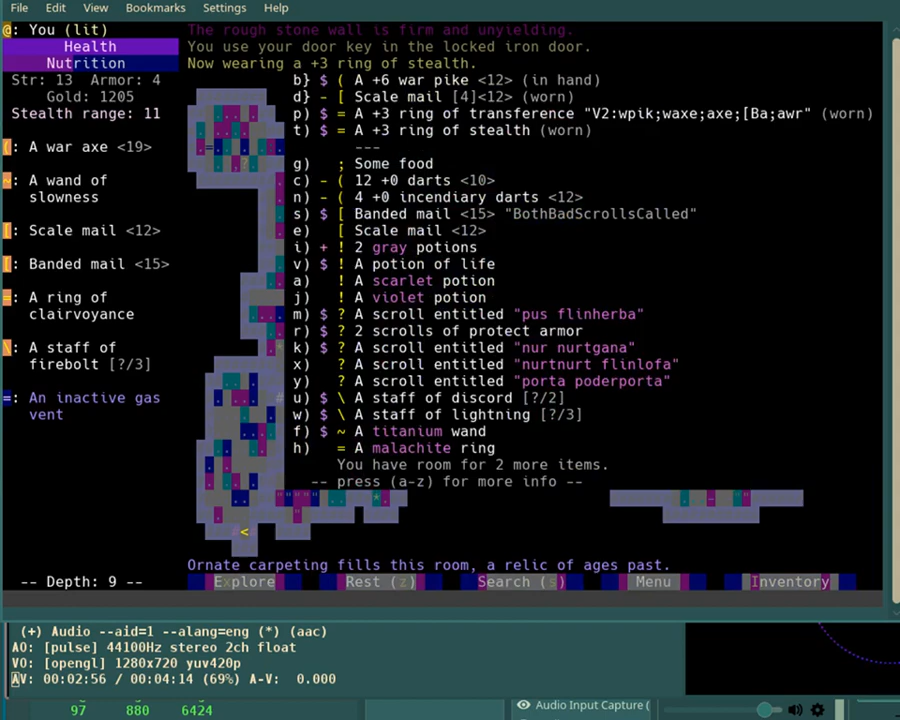 File Edit View Bookmarks Settings Help
@: You (lit)
The rough stone wall is firm and unyielding.
Health
You use your door key in the locked iron door.
Nutrition
Now wearing a +3 ring of stealth.
Str: 13 Armor: 4
Gold: 1205
Stealth range: 11
b} $ ( A +6 war pike <12> (in hand)
d} - [ Scale mail [4]<12> (worn)
p) $ = A +3 ring of transference "V2:wpik;waxe;axe;[Ba;awr" (worn)
t) $ = A +3 ring of stealth (worn)
---
g) ; Some food
c) - ( 12 +0 darts <10>
n) - ( 4 +0 incendiary darts <12>
s) $ [ Banded mail <15> "BothBadScrollsCalled"
e) [ Scale mail <12>
i) + ! 2 gray potions
v) $ ! A potion of life
a) ! A scarlet potion
j) ! A violet potion
m) $ ? A scroll entitled "pus flinherba"
r) $ ? 2 scrolls of protect armor
k) $ ? A scroll entitled "nur nurtgana"
x) ? A scroll entitled "nurtnurt flinlofa"
y) ? A scroll entitled "porta poderporta"
u) $ \ A staff of discord [?/2]
w) $ \ A staff of lightning [?/3]
f) $ ~ A titanium wand
h) = A malachite ring
You have room for 2 more items.
-- press (a-z) for more info --
(: A war axe <19>
~: A wand of
slowness
[: Scale mail <12>
[: Banded mail <15>
=: A ring of
clairvoyance
\: A staff of
firebolt [?/3]
=: An inactive gas
vent
<
Ornate carpeting fills this room, a relic of ages past.
-- Depth: 9 --
Explore Rest (z) Search (s) Menu Inventory
(+) Audio --aid=1 --alang=eng (*) (aac)
AO: [pulse] 44100Hz stereo 2ch float
VO: [opengl] 1280x720 yuv420p
AV: 00:02:56 / 00:04:14 (69%) A-V: 0.000
97 880 6424
Audio Input Capture (